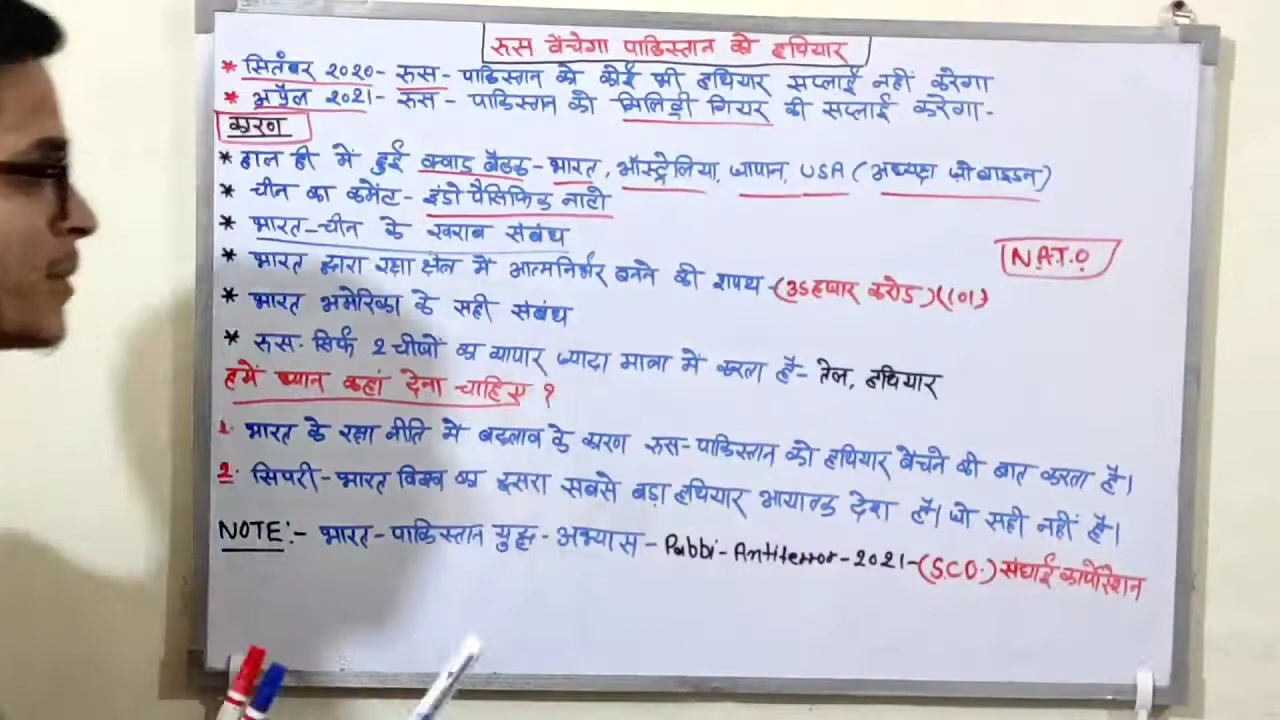 रूस बेंचेगा पाकिस्तान को हथियार
* सितंबर 2020- रूस - पाकिस्तान को कोई भी हथियार सप्लाई नहीं करेगा
* अप्रैल 2021- रूस - पाकिस्तान को मिलिट्री गियर की सप्लाई करेगा-
कारण
* हाल ही में हुई क्वाड बैठक - भारत, ऑस्ट्रेलिया, जापान, USA ( अध्यक्ष जो बाइडन)
* चीन का कमेंट - इंडो पैसिफिक नाटो
* भारत-चीन के खराब संबंध
N.A.T.O
* भारत द्वारा रक्षा क्षेत्र में आत्मनिर्भर बनने की शपथ -(35हजार करोड)(101)
* भारत अमेरिका के सही संबंध
* रूस- सिर्फ 2 चीजों का व्यापार ज्यादा मात्रा में करता है- तेल, हथियार
हमें ध्यान कहां देना चाहिए ?
1. भारत के रक्षा नीति में बदलाव के कारण रूस-पाकिस्तान को हथियार बेंचने की बात करता है।
2. सिपरी-भारत विश्व का दूसरा सबसे बड़ा हथियार आयातक देश है। जो सही नहीं है।
NOTE:- भारत-पाकिस्तान युद्ध-अभ्यास-Pabbi-Antiterror-2021-(S.C.O.) संघाई कार्पोरेशन